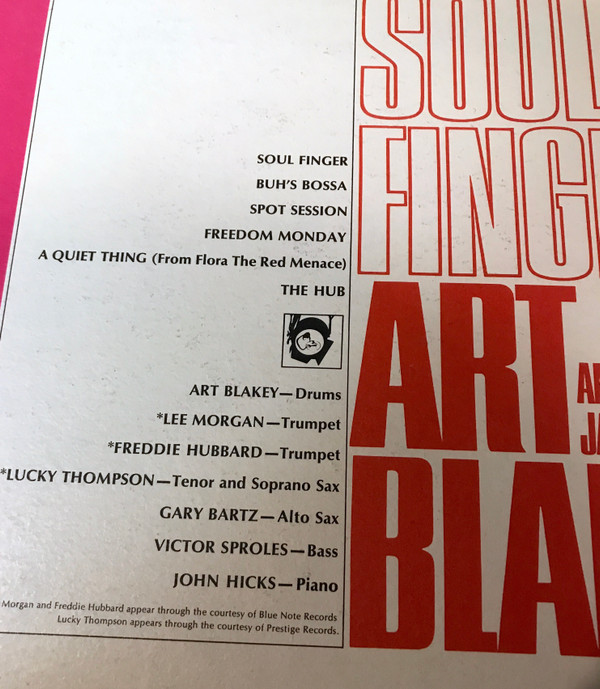 SOUL
FINGE
ART
BLA
SOUL FINGER
BUH'S BOSSA
SPOT SESSION
FREEDOM MONDAY
A QUIET THING (From Flora The Red Menace)
THE HUB
ART BLAKEY—Drums
*LEE MORGAN—Trumpet
*FREDDIE HUBBARD—Trumpet
*LUCKY THOMPSON—Tenor and Soprano Sax
GARY BARTZ—Alto Sax
VICTOR SPROLES—Bass
JOHN HICKS—Piano
Morgan and Freddie Hubbard appear through the courtesy of Blue Note Records
Lucky Thompson appears through the courtesy of Prestige Records.